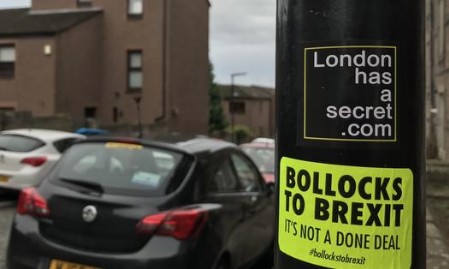 London
has
a
secret
.com
BOLLOCKS
TO BREXIT
IT'S NOT A DONE DEAL
#bollockstobrexit